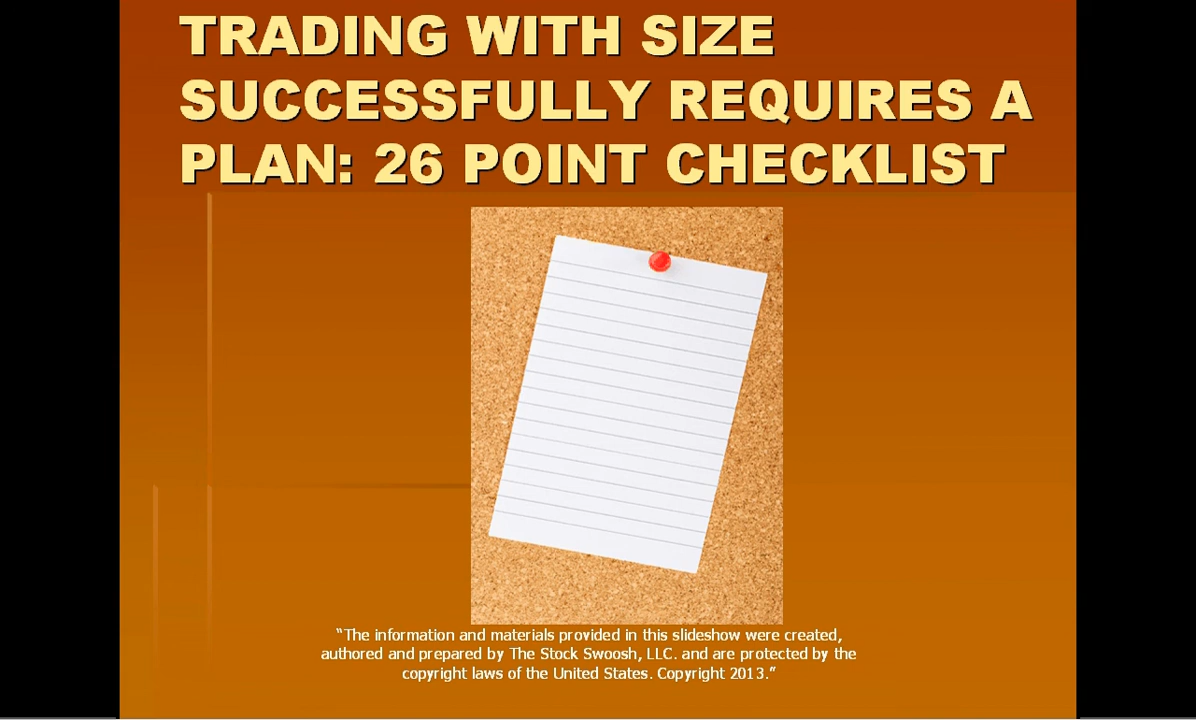 TRADING WITH SIZE
SUCCESSFULLY REQUIRES A
PLAN: 26 POINT CHECKLIST
“The information and materials provided in this slideshow were created,
authored and prepared by The Stock Swoosh, LLC. and are protected by the
copyright laws of the United States. Copyright 2013.”